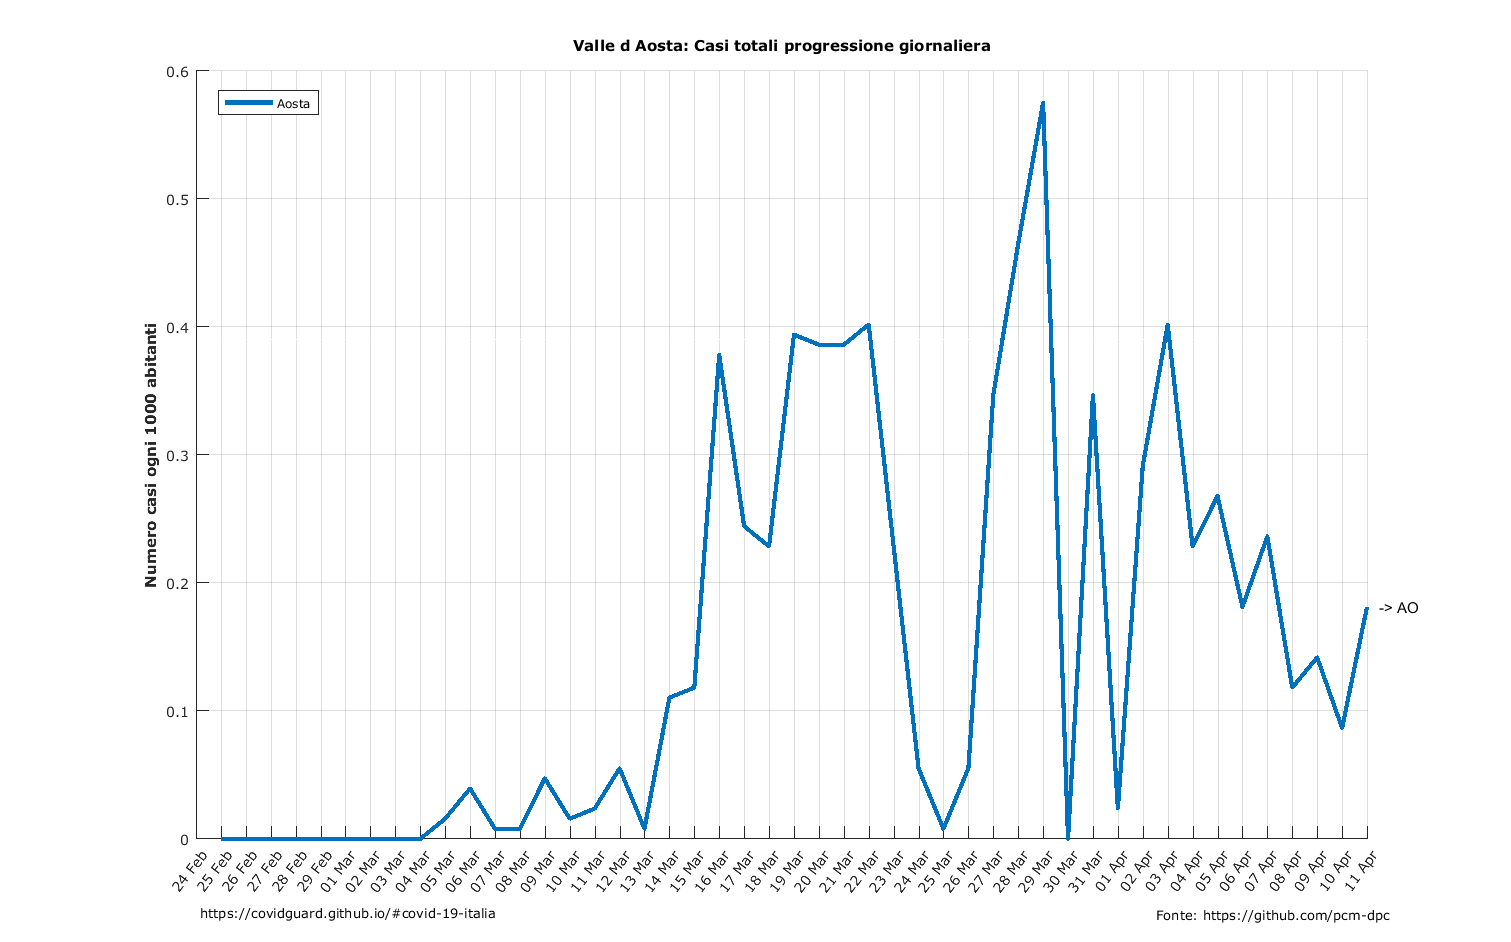 Valle d Aosta: Casi totali progressione giornaliera
Aosta
Numero casi ogni 1000 abitanti
0.6
0.5
0.4
0.3
0.2
0.1
0
-> AO
24 Feb
25 Feb
26 Feb
27 Feb
28 Feb
29 Feb
01 Mar
02 Mar
03 Mar
04 Mar
05 Mar
06 Mar
07 Mar
08 Mar
09 Mar
10 Mar
11 Mar
12 Mar
13 Mar
14 Mar
15 Mar
16 Mar
17 Mar
18 Mar
19 Mar
20 Mar
21 Mar
22 Mar
23 Mar
24 Mar
25 Mar
26 Mar
27 Mar
28 Mar
29 Mar
30 Mar
31 Mar
01 Apr
02 Apr
03 Apr
04 Apr
05 Apr
06 Apr
07 Apr
08 Apr
09 Apr
10 Apr
11 Apr
https://covidguard.github.io/#covid-19-italia
Fonte: https://github.com/pcm-dpc